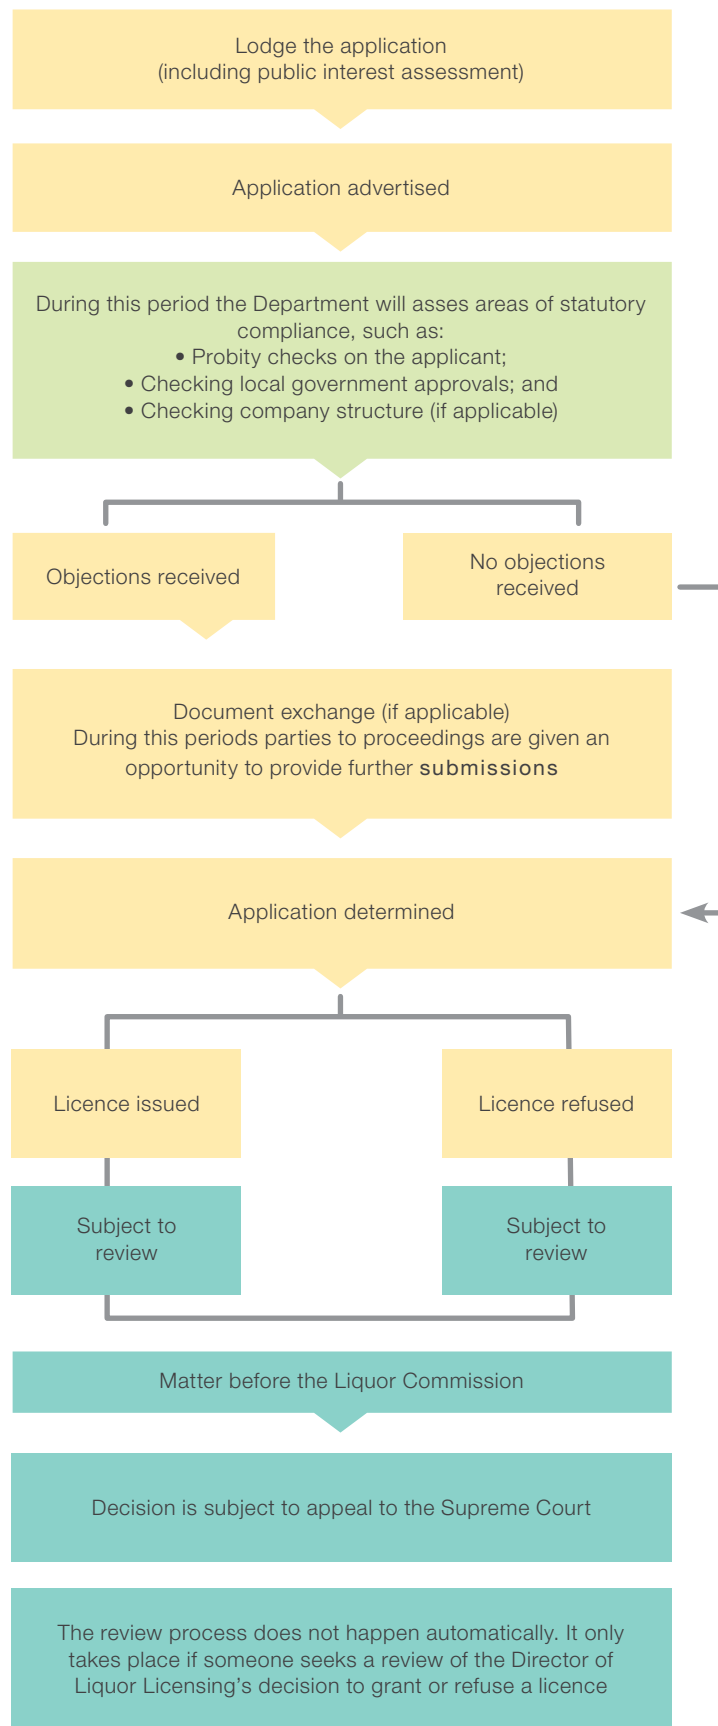 Lodge the application
(including public interest assessment)
Application advertised
During this period the Department will asses areas of statutory
compliance, such as:
• Probity checks on the applicant;
• Checking local government approvals; and
• Checking company structure (if applicable)
Objections received
No objections
received
Document exchange (if applicable)
During this periods parties to proceedings are given an
opportunity to provide further submissions
Application determined
Licence issued
Licence refused
Subject to
review
Subject to
review
Matter before the Liquor Commission
Decision is subject to appeal to the Supreme Court
The review process does not happen automatically. It only
takes place if someone seeks a review of the Director of
Liquor Licensing’s decision to grant or refuse a licence